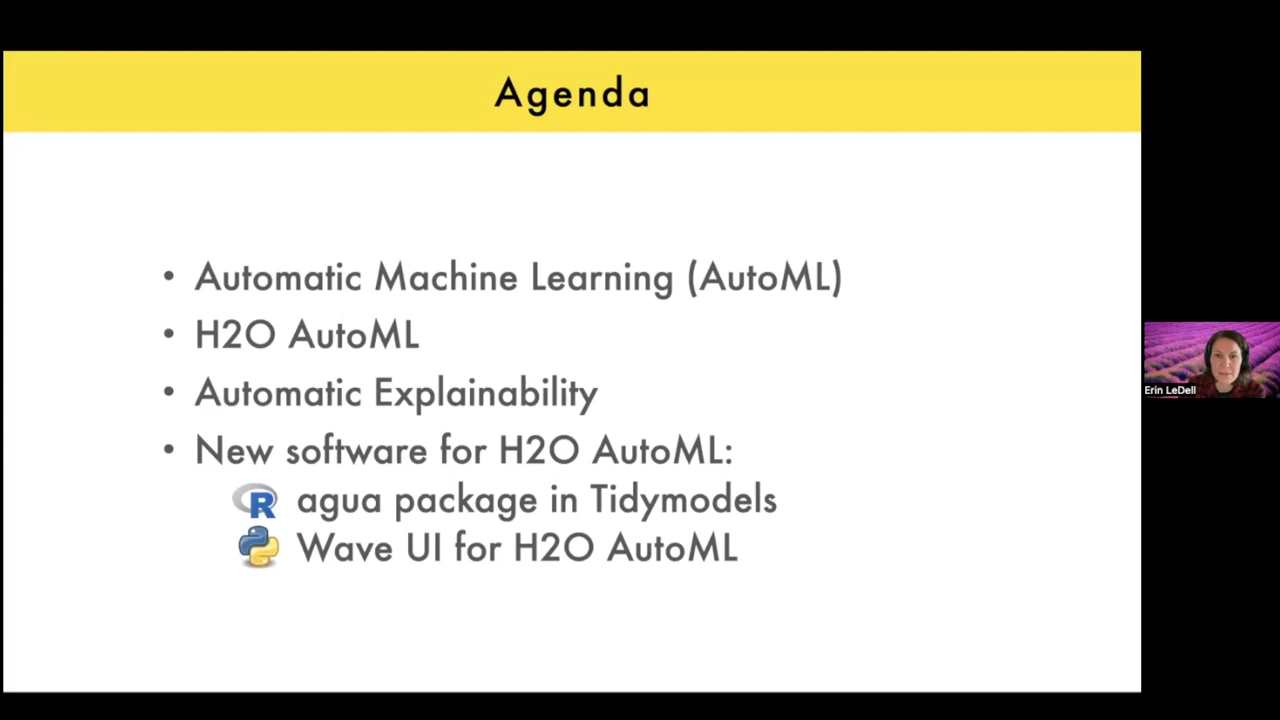 Agenda
• Automatic Machine Learning (AutoML)
• H2O AutoML
• Automatic Explainability
• New software for H2O AutoML:
R agua package in Tidymodels
Wave UI for H2O AutoML
Erin LeDell